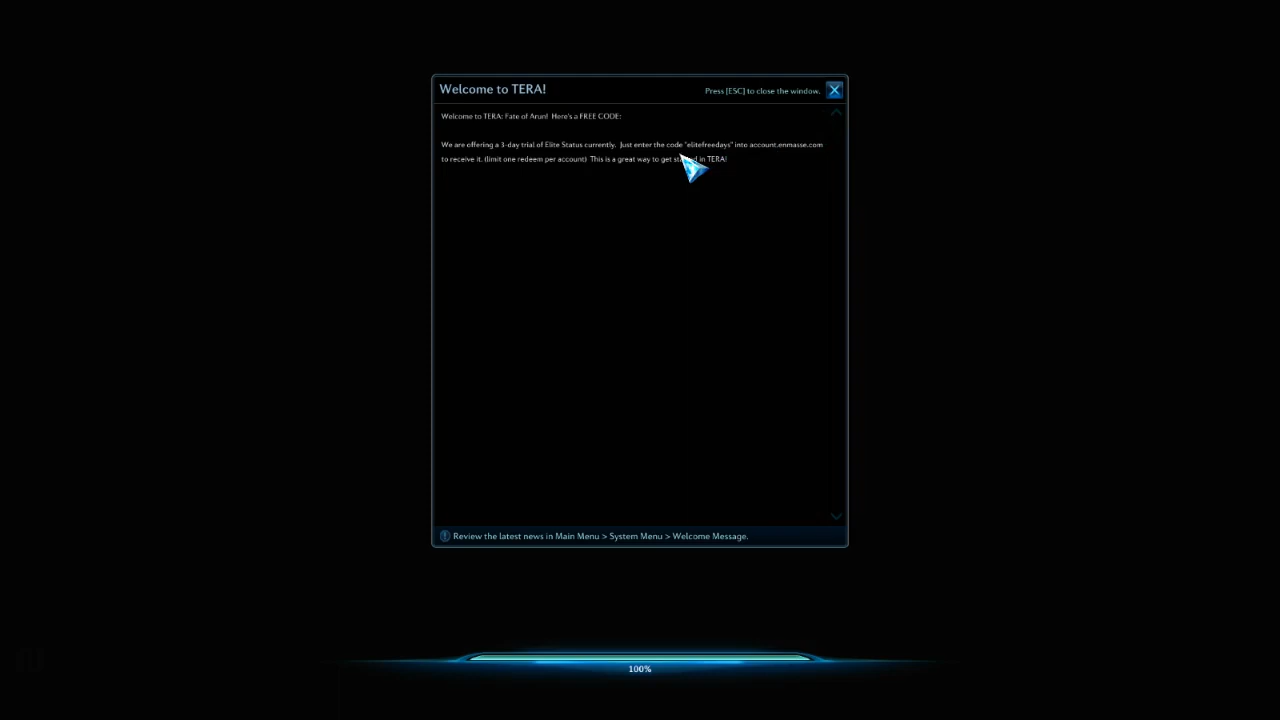 Welcome to TERA!
Press [ESC] to close the window.
Welcome to TERA: Fate of Arun!  Here's a FREE CODE:
We are offering a 3-day trial of Elite Status currently.  Just enter the code "elitefreedays" into account.enmasse.com
to receive it. (limit one redeem per account)  This is a great way to get started in TERA!
Review the latest news in Main Menu > System Menu > Welcome Message.
100%